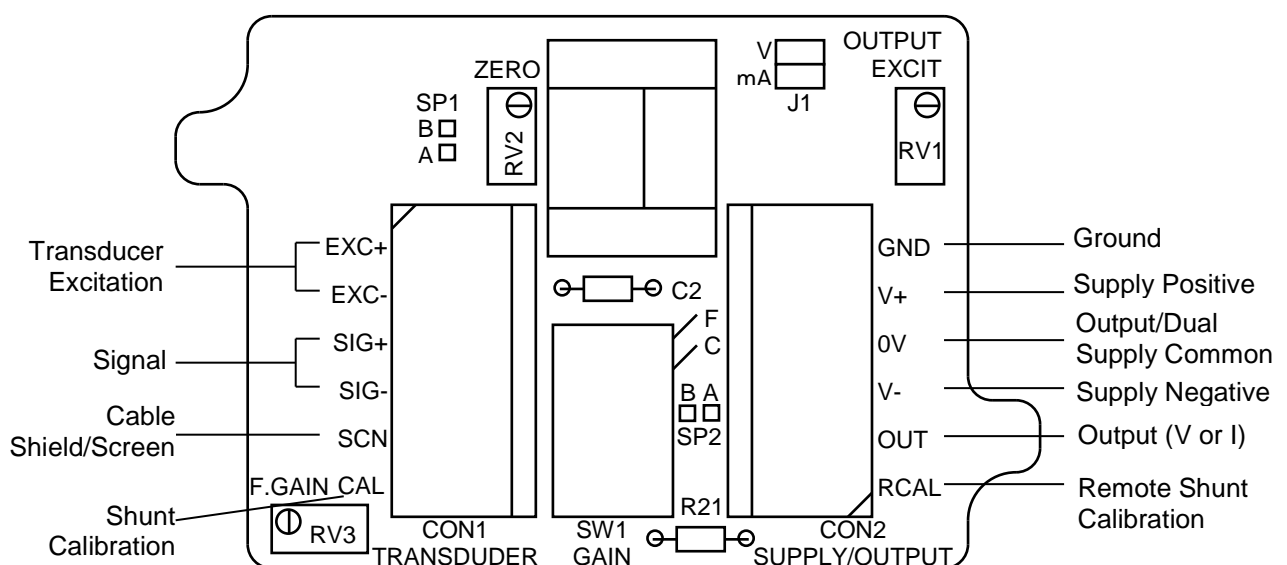 OUTPUT
EXCIT
V
mA
J1
ZERO
SP1
B
A
RV2
RV1
Transducer
Excitation
EXC+
EXC-
Signal
SIG+
SIG-
Cable
Shield/Screen
SCN
F.GAIN CAL
Shunt
Calibration
RV3
CON1
TRANSDUDER
C2
F
C
B A
SP2
SW1
GAIN
R21
CON2
SUPPLY/OUTPUT
GND
Ground
V+
Supply Positive
0V
Output/Dual
Supply Common
V-
Supply Negative
OUT
Output (V or I)
RCAL
Remote Shunt
Calibration